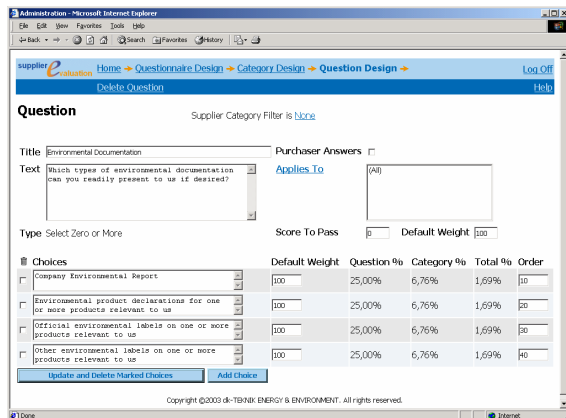 Administration - Microsoft Internet Explorer
File Edit View Favorites Tools Help
Back Search Favorites History
supplier evaluation Home → Questionnaire Design → Category Design → Question Design → Log Off
Delete Question Help
Question Supplier Category Filter is None
Title Environmental Documentation Purchaser Answers
Text Which types of environmental documentation Applies To (All)
can you readily present to us if desired?
Type Select Zero or More Score To Pass 0 Default Weight 100
Choices Default Weight Question % Category % Total % Order
Company Environmental Report 100 25,00% 6,76% 1,69% 10
Environmental product declarations for one
or more products relevant to us 100 25,00% 6,76% 1,69% 20
Official environmental labels on one or more
products relevant to us 100 25,00% 6,76% 1,69% 30
Other environmental labels on one or more
products relevant to us 100 25,00% 6,76% 1,69% 40
Update and Delete Marked Choices Add Choice
Copyright ©2003 dk-TEKNIK ENERGY & ENVIRONMENT. All rights reserved.
Done Internet